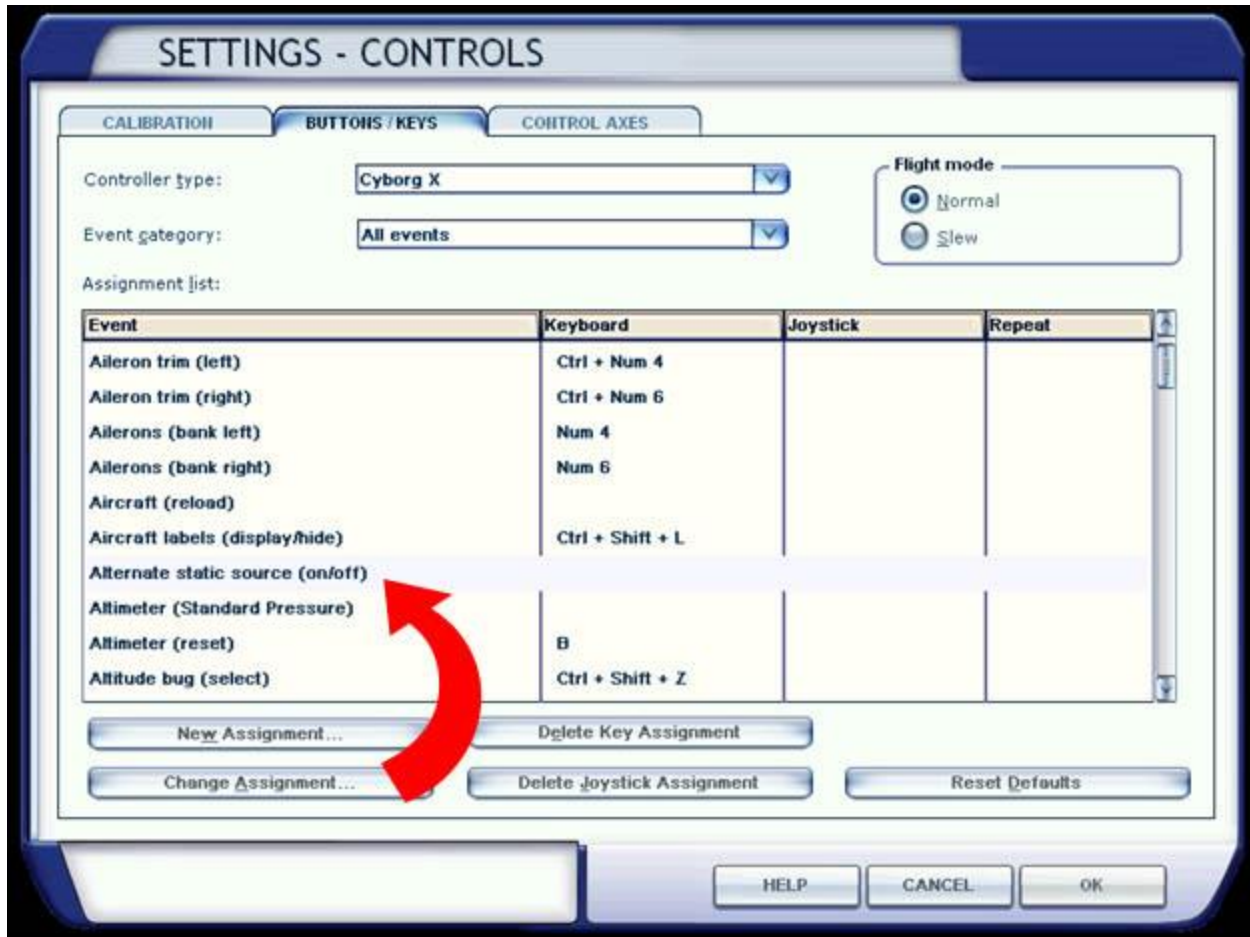 SETTINGS - CONTROLS
CALIBRATION BUTTONS / KEYS CONTROL AXES
Controller type: Cyborg X
Flight mode
Normal
Event category: All events
Slew
Assignment list:
Event Keyboard Joystick Repeat
Aileron trim (left) Ctrl + Num 4
Aileron trim (right) Ctrl + Num 6
Ailerons (bank left) Num 4
Ailerons (bank right) Num 6
Aircraft (reload)
Aircraft labels (display/hide) Ctrl + Shift + L
Alternate static source (on/off)
Altimeter (Standard Pressure)
Altimeter (reset) B
Altitude bug (select) Ctrl + Shift + Z
New Assignment... Delete Key Assignment
Change Assignment... Delete Joystick Assignment Reset Defaults
HELP CANCEL OK